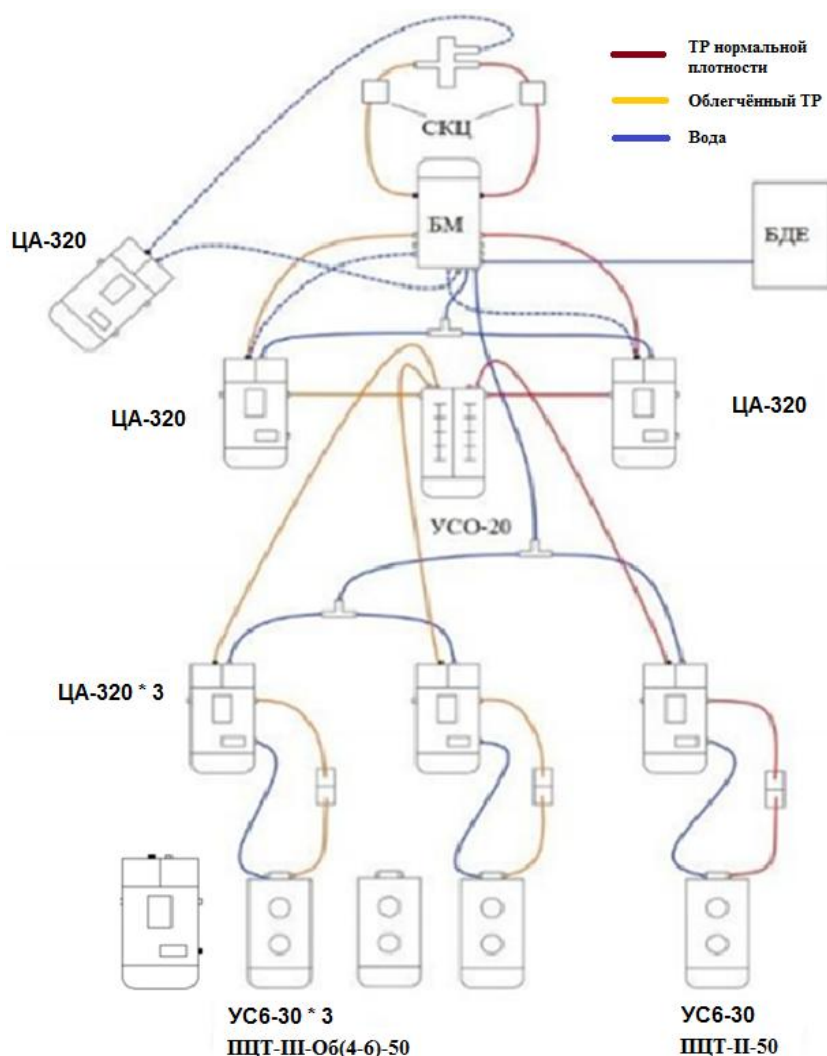 ТР нормальной
плотности
Облегчённый ТР
Вода
СКЦ
БМ
БДЕ
ЦА-320
ЦА-320
ЦА-320
УСО-20
ЦА-320 * 3
УС6-30 * 3
ПЦТ-III-Об(4-6)-50
УС6-30
ПЦТ-II-50